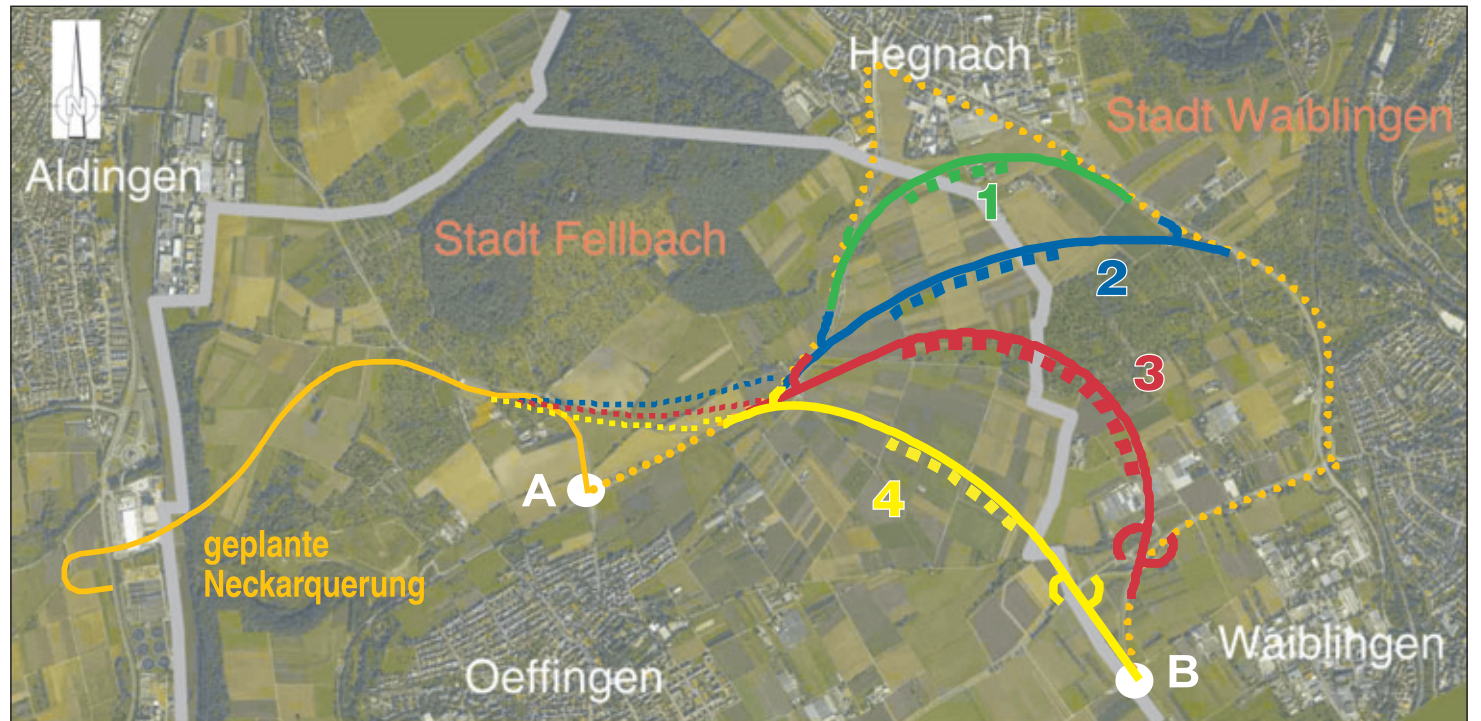 Hegnach
N
Stadt Waiblingen
Aldingen
1
Stadt Fellbach
2
3
A
4
geplante
Neckarquerung
Waiblingen
Oeffingen
B